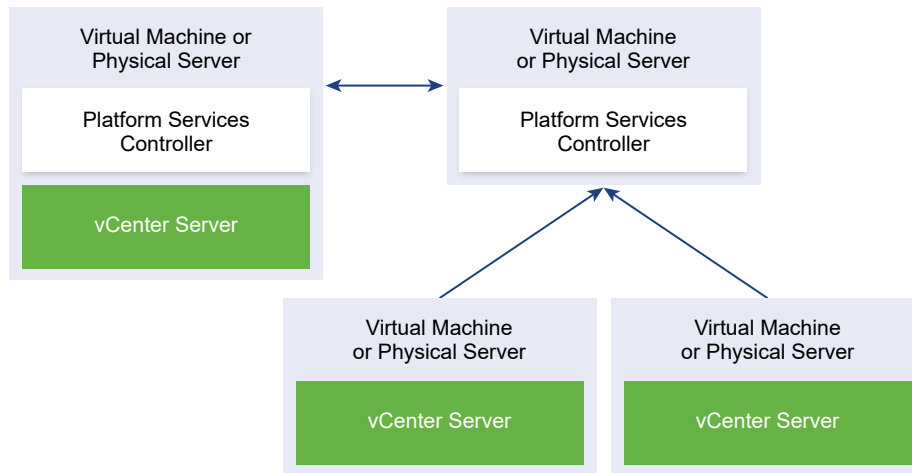 Virtual Machine or
Physical Server
Platform Services
Controller
vCenter Server
Virtual Machine
or Physical Server
Platform Services
Controller
Virtual Machine
or Physical Server
vCenter Server
Virtual Machine
or Physical Server
vCenter Server